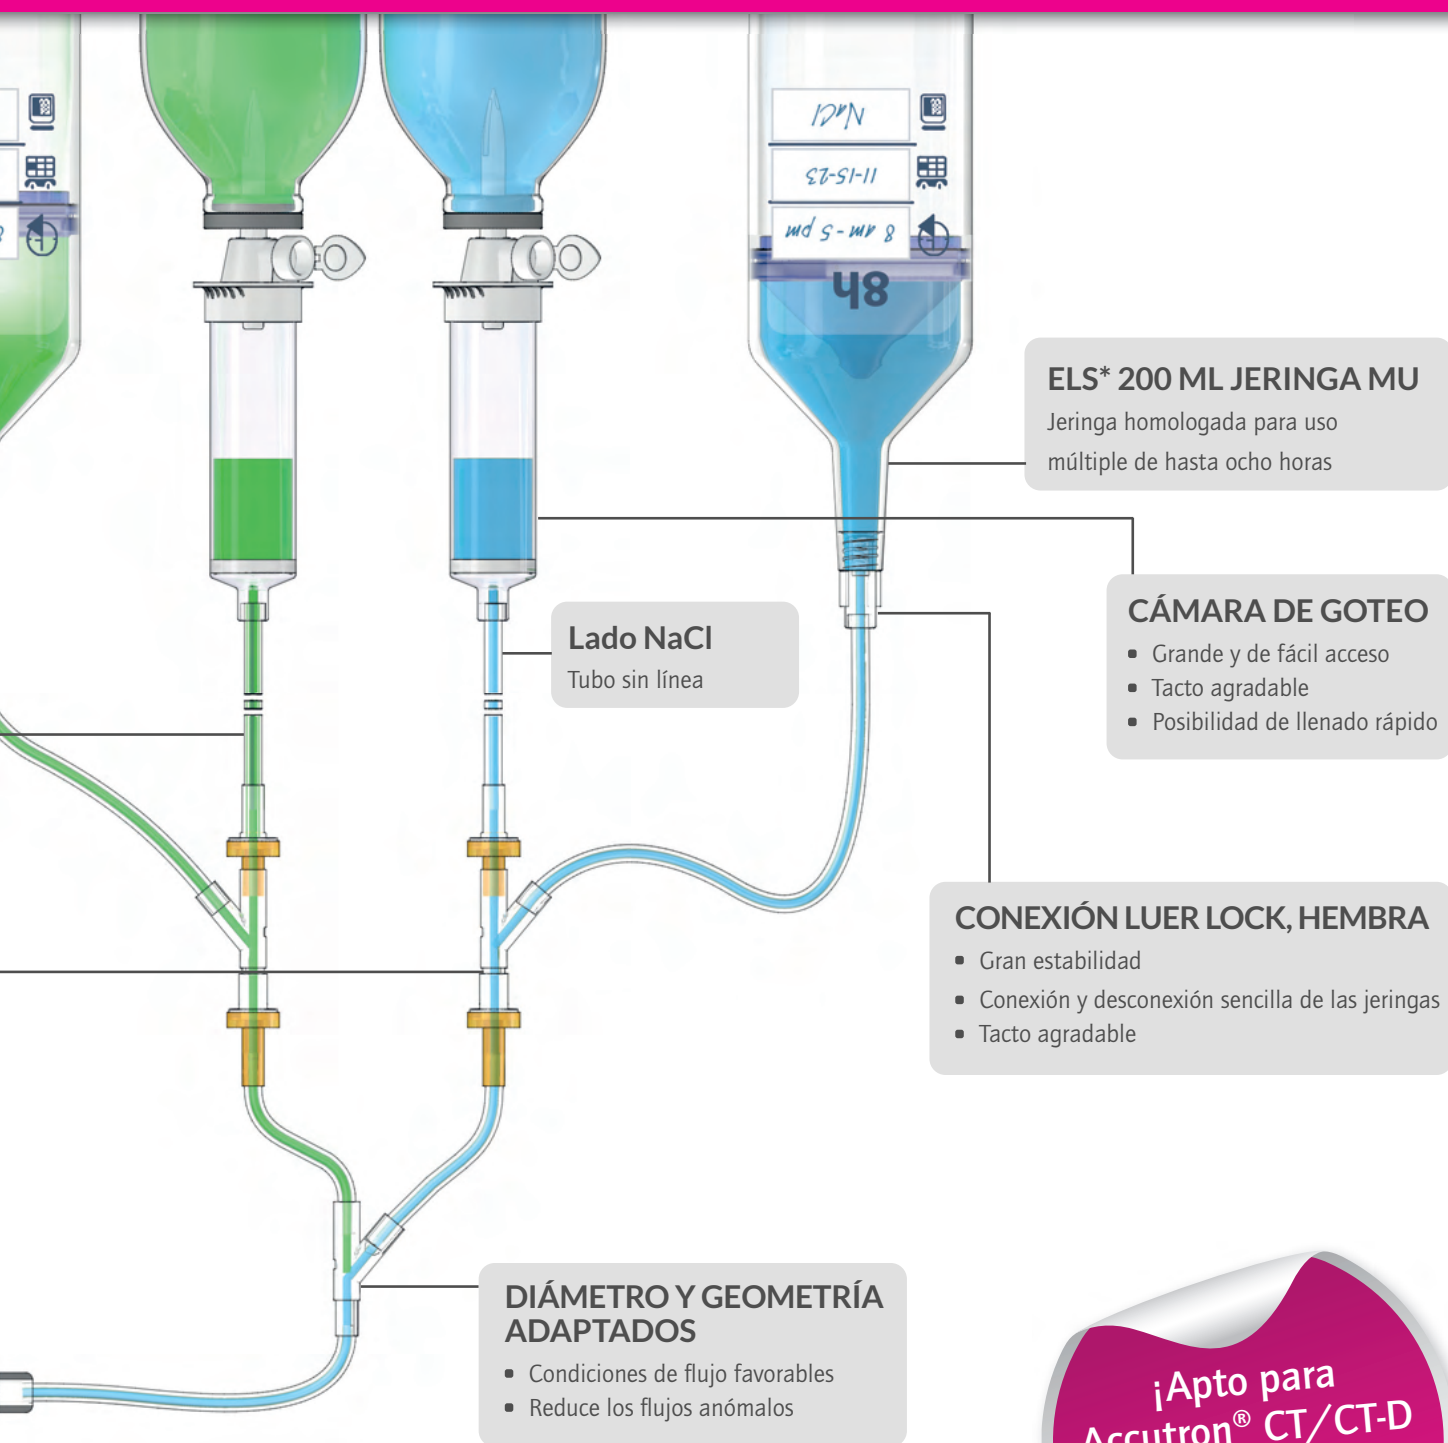 NaCl
11-15-23
8 am - 5 pm
8h
ELS* 200 ML JERINGA MU
Jeringa homologada para uso
múltiple de hasta ocho horas
CÁMARA DE GOTEO
Grande y de fácil acceso
Tacto agradable
Posibilidad de llenado rápido
Lado NaCl
Tubo sin línea
CONEXIÓN LUER LOCK, HEMBRA
Gran estabilidad
Conexión y desconexión sencilla de las jeringas
Tacto agradable
DIÁMETRO Y GEOMETRÍA
ADAPTADOS
Condiciones de flujo favorables
Reduce los flujos anómalos
¡Apto para
Accutron® CT/CT-D